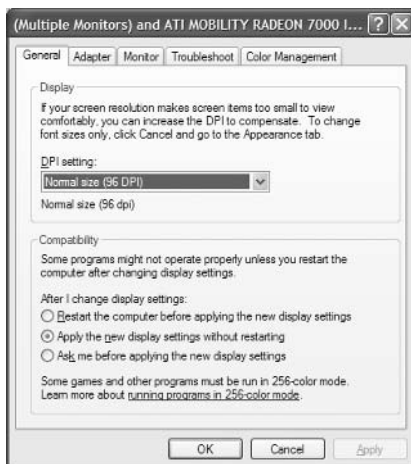 (Multiple Monitors) and ATI MOBILITY RADEON 7000 I...
General Adapter Monitor Troubleshoot Color Management
Display
If your screen resolution makes screen items too small to view
comfortably, you can increase the DPI to compensate. To change
font sizes only, click Cancel and go to the Appearance tab.
DPI setting:
Normal size (96 DPI)
Normal size (96 dpi)
Compatibility
Some programs might not operate properly unless you restart the
computer after changing display settings.
After I change display settings:
Restart the computer before applying the new display settings
Apply the new display settings without restarting
Ask me before applying the new display settings
Some games and other programs must be run in 256-color mode.
Learn more about running programs in 256-color mode.
OK Cancel Apply